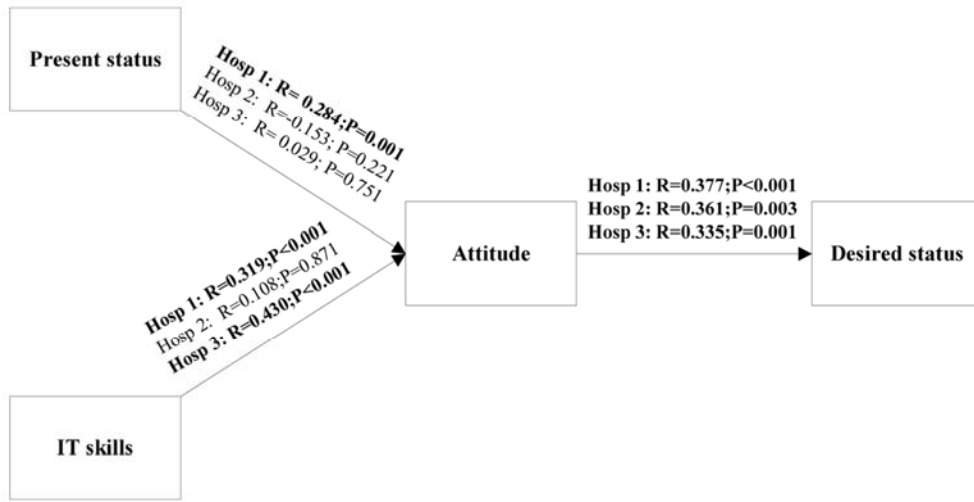 Present status
Hosp 1: R= 0.284;P=0.001
Hosp 2: R=-0.153; P=0.221
Hosp 3: R= 0.029; P=0.751
Hosp 1: R=0.377;P<0.001
Hosp 2: R=0.361;P=0.003
Hosp 3: R=0.335;P=0.001
Attitude
Desired status
Hosp 1: R=0.319;P<0.001
Hosp 2: R=0.108;P=0.871
Hosp 3: R=0.430;P<0.001
IT skills